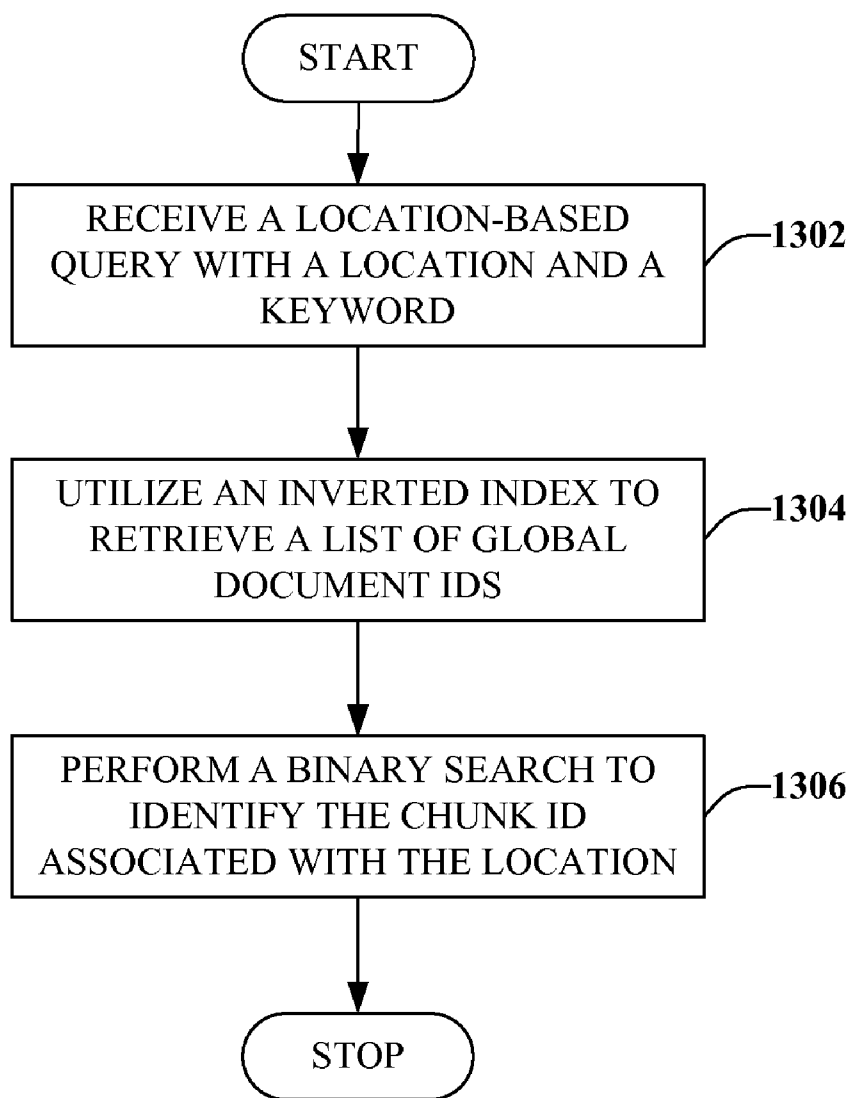 START
RECEIVE A LOCATION-BASED
QUERY WITH A LOCATION AND A
KEYWORD
1302
UTILIZE AN INVERTED INDEX TO
RETRIEVE A LIST OF GLOBAL
DOCUMENT IDS
1304
PERFORM A BINARY SEARCH TO
IDENTIFY THE CHUNK ID
ASSOCIATED WITH THE LOCATION
1306
STOP